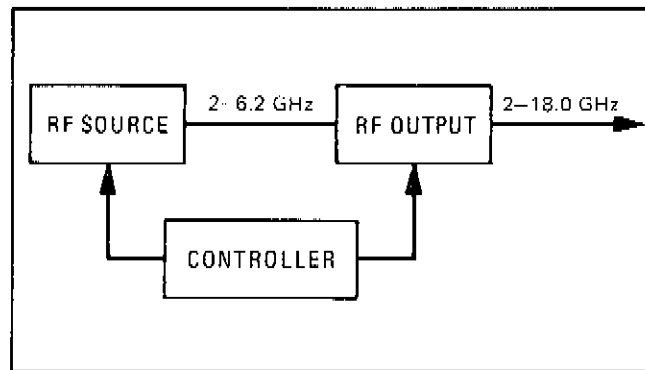 2-6.2 GHz
2–18.0 GHz
RF SOURCE
RF OUTPUT
CONTROLLER